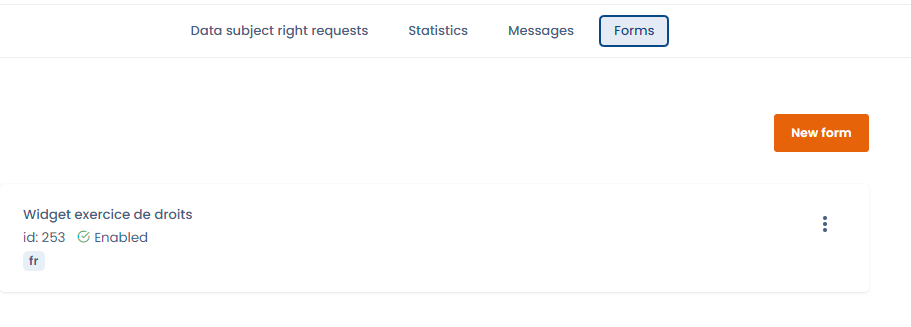 Data subject right requests Statistics Messages Forms
New form
Widget exercice de droits
id: 253 Enabled
fr